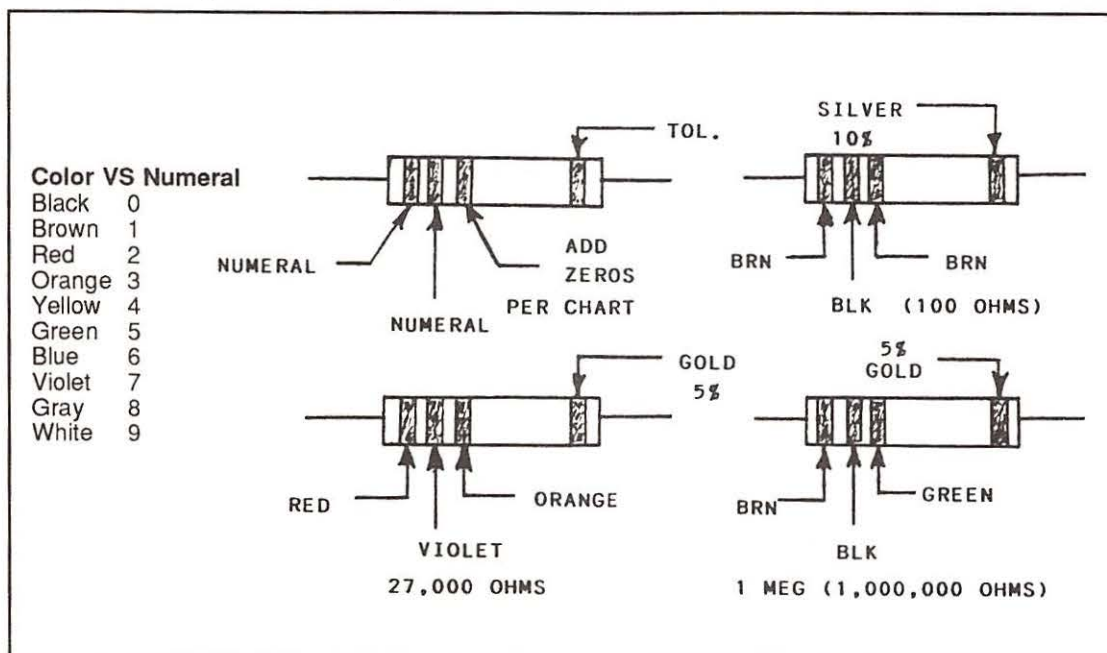 Color VS Numeral
Black 0
Brown 1
Red 2
Orange 3
Yellow 4
Green 5
Blue 6
Violet 7
Gray 8
White 9
TOL.
NUMERAL
NUMERAL
ADD
ZEROS
PER CHART
SILVER
10%
BRN
BRN
BLK (100 OHMS)
GOLD
5%
RED
ORANGE
VIOLET
27,000 OHMS
5%
GOLD
BRN
GREEN
BLK
1 MEG (1,000,000 OHMS)